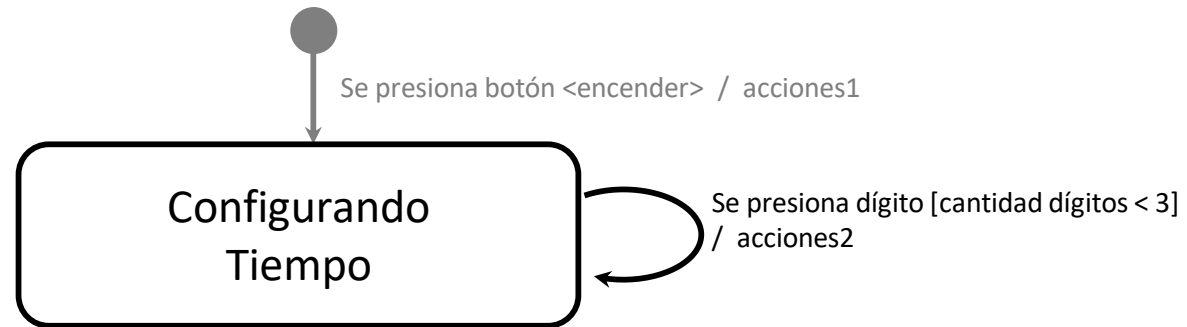 Se presiona botón <encender> / acciones1
Configurando
Tiempo
Se presiona dígito [cantidad dígitos < 3]
/ acciones2